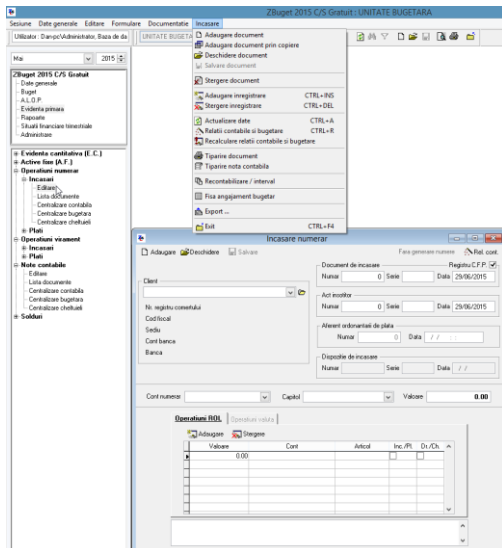 ZBuget 2015 C/S Gratuit : UNITATE BUGETARA
Sesiune Date generale Editare Formulare Documentatie Incasare
Utilizator : Dan-pc\Administrator, Baza de da
UNITATE BUGETA
Mai 2015
ZBuget 2015 C/S Gratuit
Date generale
Buget
A.L.O.P.
Evidenta primara
Rapoarte
Situatii financiare trimestriale
Administrare
Evidenta cantitativa (E.C.)
Active fixe (A.F.)
Operatiuni numerar
Incasari
Editare
Lista documente
Centralizare contabila
Centralizare bugetara
Centralizare cheltuieli
Plati
Operatiuni virament
Incasari
Plati
Note contabile
Editare
Lista documente
Centralizare contabila
Centralizare bugetara
Centralizare cheltuieli
Solduri
Adaugare document
Adaugare document prin copiere
Deschidere document
Salvare document
Stergere document
Adaugare inregistrare CTRL+INS
Stergere inregistrare CTRL+DEL
Actualizare date CTRL+A
Relatii contabile si bugetare CTRL+R
Recalculare relatii contabile si bugetare
Tiparire document
Tiparire nota contabila
Recontabilizare / interval
Fisa angajament bugetar
Export ...
Exit CTRL+F4
Incasare numerar
Adaugare Deschidere Salvare Fara generare numere Rel. cont.
Client
Nr. registru comertului
Cod fiscal
Sediu
Cont banca
Banca
Document de incasare Registru C.F.P.
Numar 0 Serie Data 29/06/2015
Act insotitor
Numar 0 Serie Data 29/06/2015
Aferent ordonantarii de plata
Numar 0 Data / / : :
Dispozitie de incasare
Numar Serie Data / /
Cont numerar Capitol Valoare 0.00
Operatiuni ROL Operatiuni valuta
Adaugare Stergere
Valoare Cont Articol Inc./Pl. Dr./Ch.
0.00